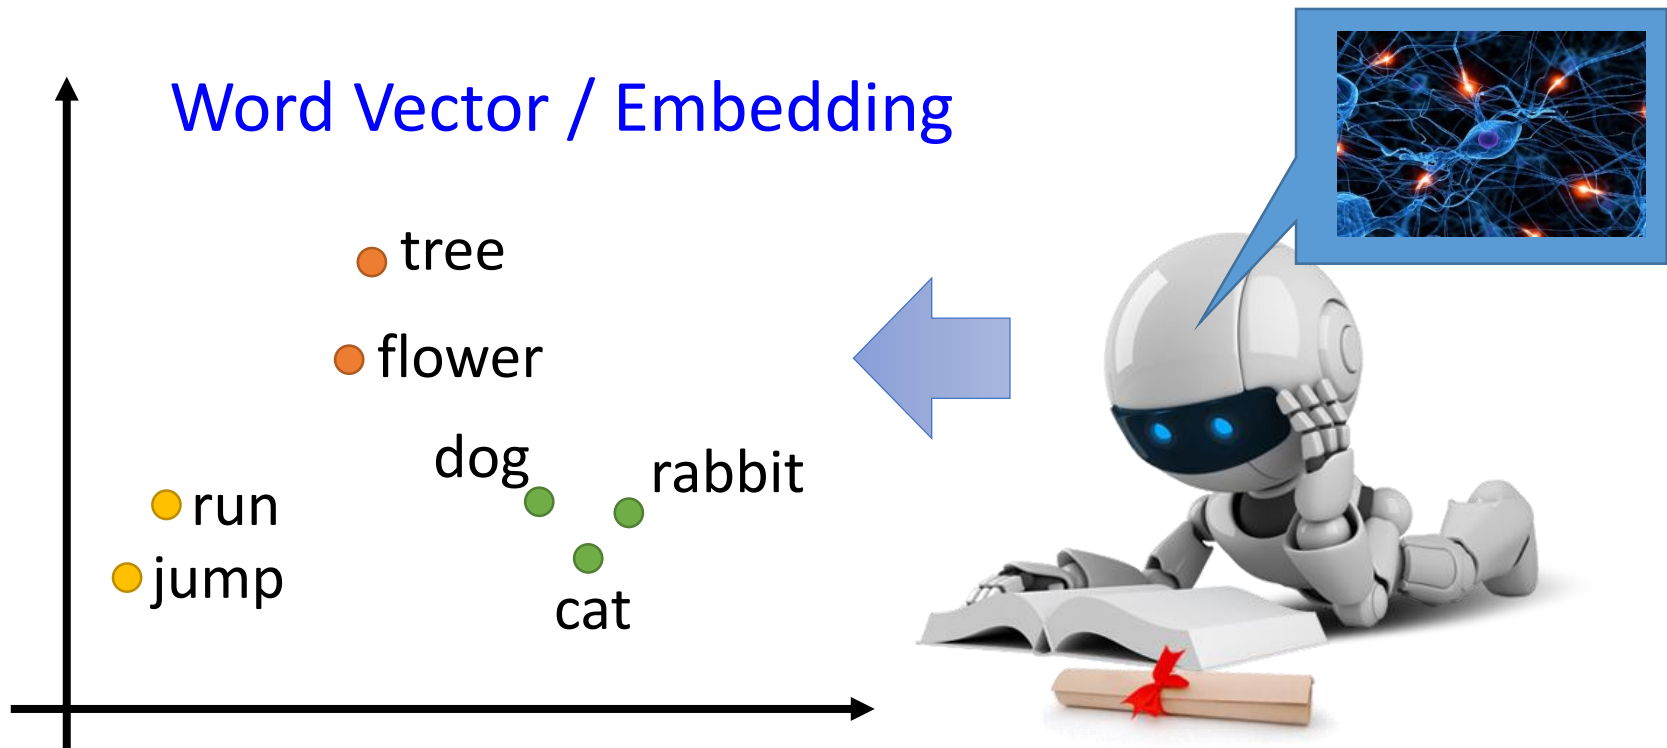 Word Vector / Embedding
tree
flower
dog
rabbit
run
jump
cat